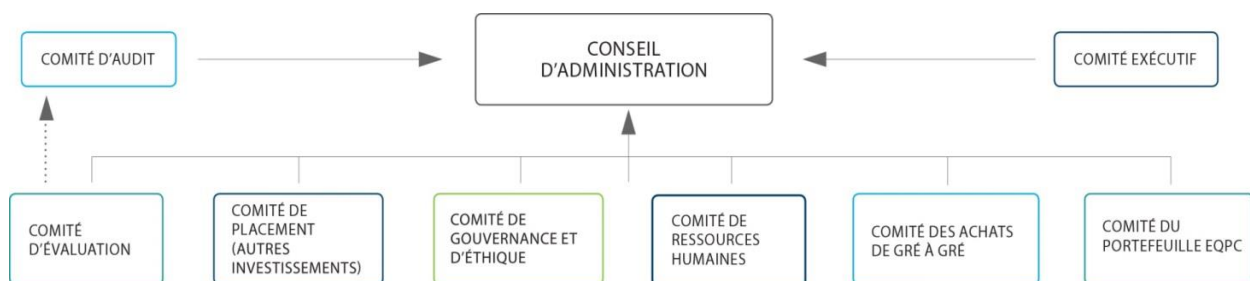 COMITÉ D'AUDIT
CONSEIL
D'ADMINISTRATION
COMITÉ EXÉCUTIF
COMITÉ
D'ÉVALUATION
COMITÉ DE
PLACEMENT
(AUTRES
INVESTISSEMENTS)
COMITÉ DE
GOUVERNANCE ET
D'ÉTHIQUE
COMITÉ DE
RESSOURCES
HUMAINES
COMITÉ DES ACHATS
DE GRÉ À GRÉ
COMITÉ DU
PORTEFEUILLE EQPC